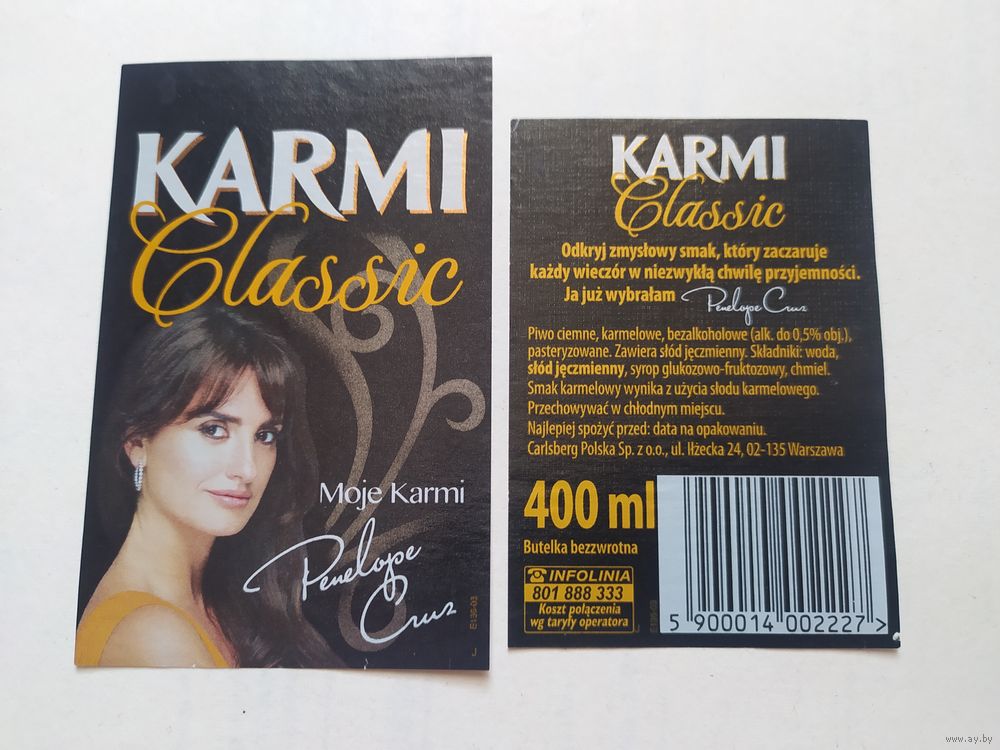 KARMI
Classic
Moje Karmi
Penelope
Cruz
E136-03
J
KARMI
Classic
Odkryj zmysłowy smak, który zaczaruje
każdy wieczór w niezwykłą chwilę przyjemności.
Ja już wybrałam Penelope Cruz
Piwo ciemne, karmelowe, bezalkoholowe (alk. do 0,5% obj.),
pasteryzowane. Zawiera słód jęczmienny. Składniki: woda,
słód jęczmienny, syrop glukozowo-fruktozowy, chmiel.
Smak karmelowy wynika z użycia słodu karmelowego.
Przechowywać w chłodnym miejscu.
Najlepiej spożyć przed: data na opakowaniu.
Carlsberg Polska Sp. z o.o., ul. Iłżecka 24, 02-135 Warszawa
400 ml
Butelka bezzwrotna
INFOLINIA
801 888 333
Koszt połączenia
wg taryfy operatora
5 900014 002227 >
www.ay.by